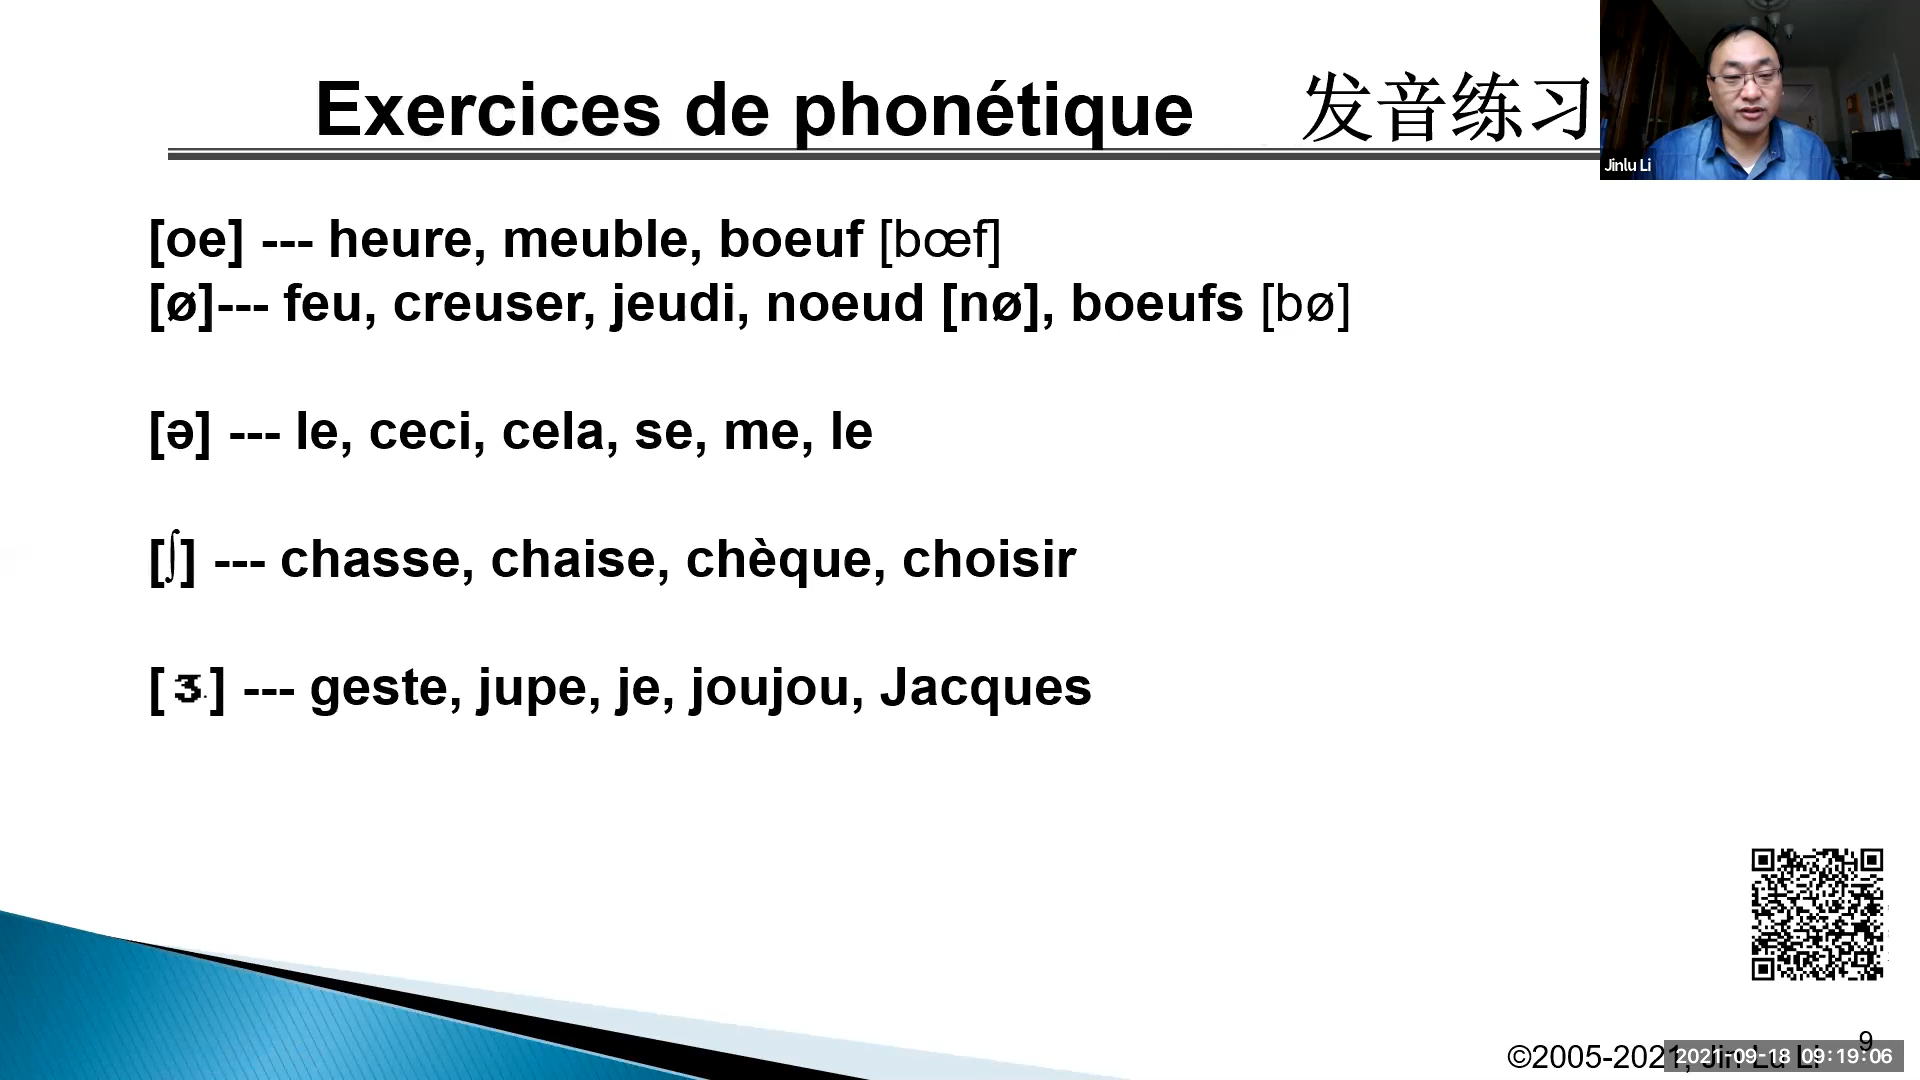 Exercices de phonétique 发音练习
Jinlu Li
[oe] --- heure, meuble, boeuf [bœf]
[ø]--- feu, creuser, jeudi, noeud [nø], boeufs [bø]
[ə] --- le, ceci, cela, se, me, le
[ʃ] --- chasse, chaise, chèque, choisir
[ʒ] --- geste, jupe, je, joujou, Jacques
9
©2005-2021, Jin Lu Li
2021-09-18 09:19:06